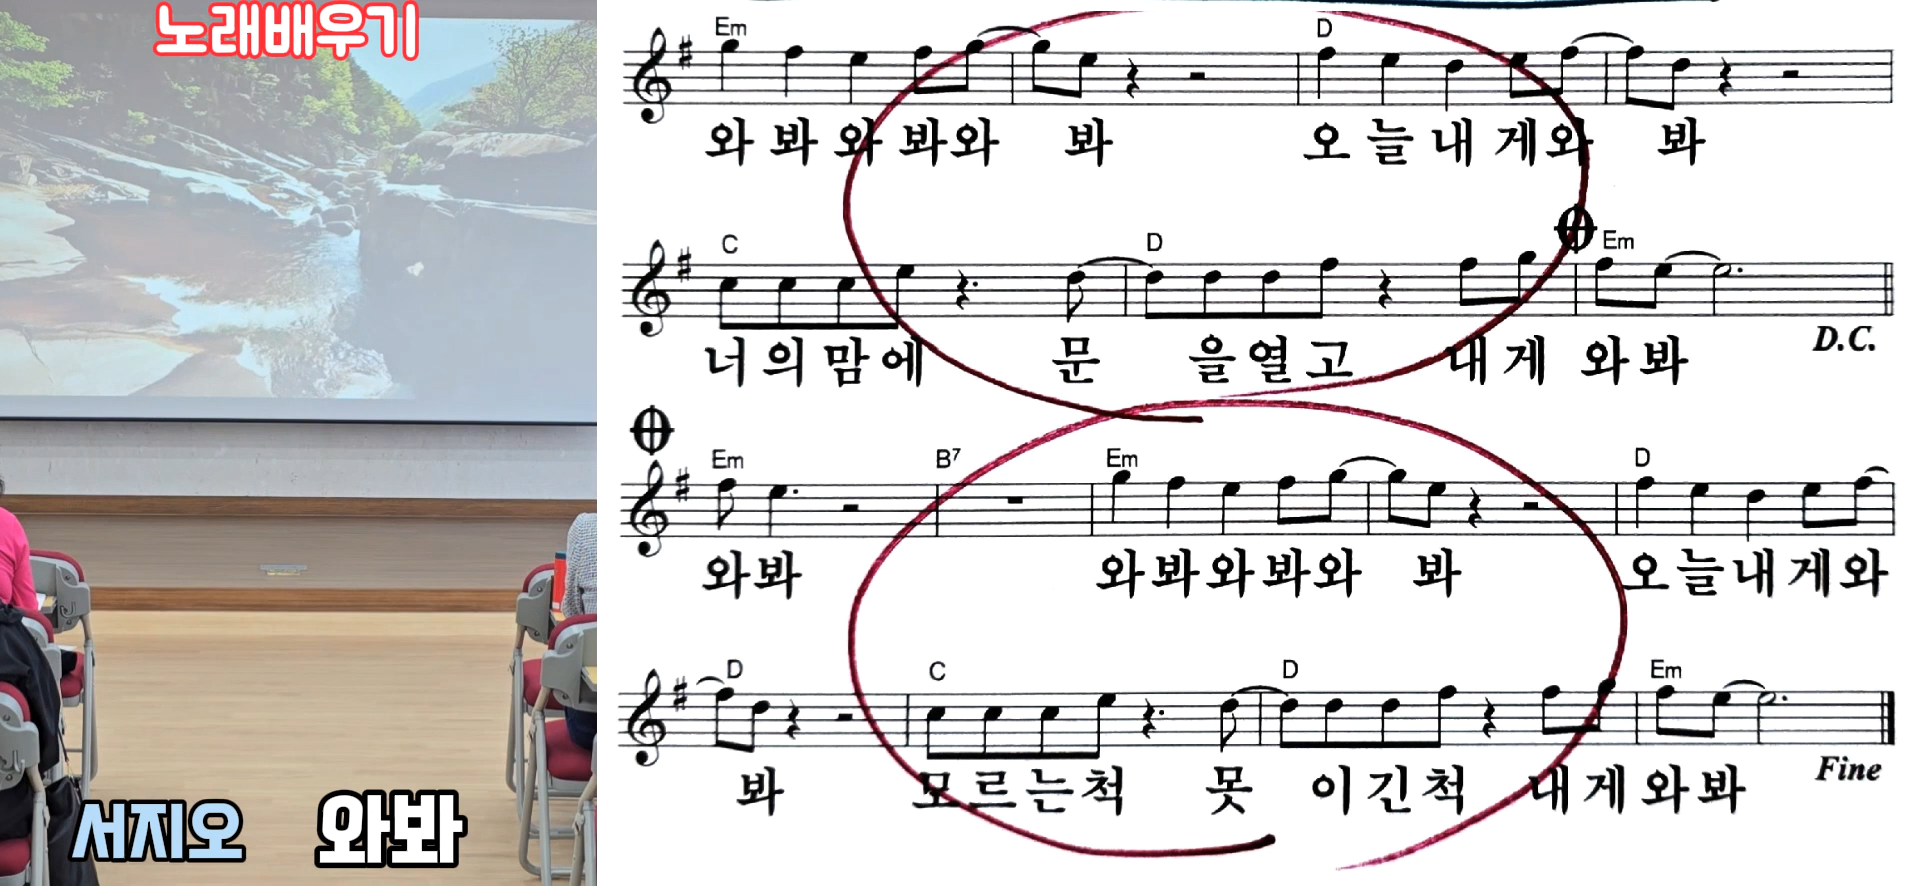 노래배우기
서지오 와봐
Em D
와 봐 와 봐 와 봐 오 늘 내 게 와 봐
C D Em
너 의 맘 에 문 을 열 고 내 게 와 봐
D.C.
Em B7 Em D
와 봐 와 봐 와 봐 와 봐 오 늘 내 게 와
D C D Em
봐 모 르 는 척 못 이 긴 척 내 게 와 봐
Fine